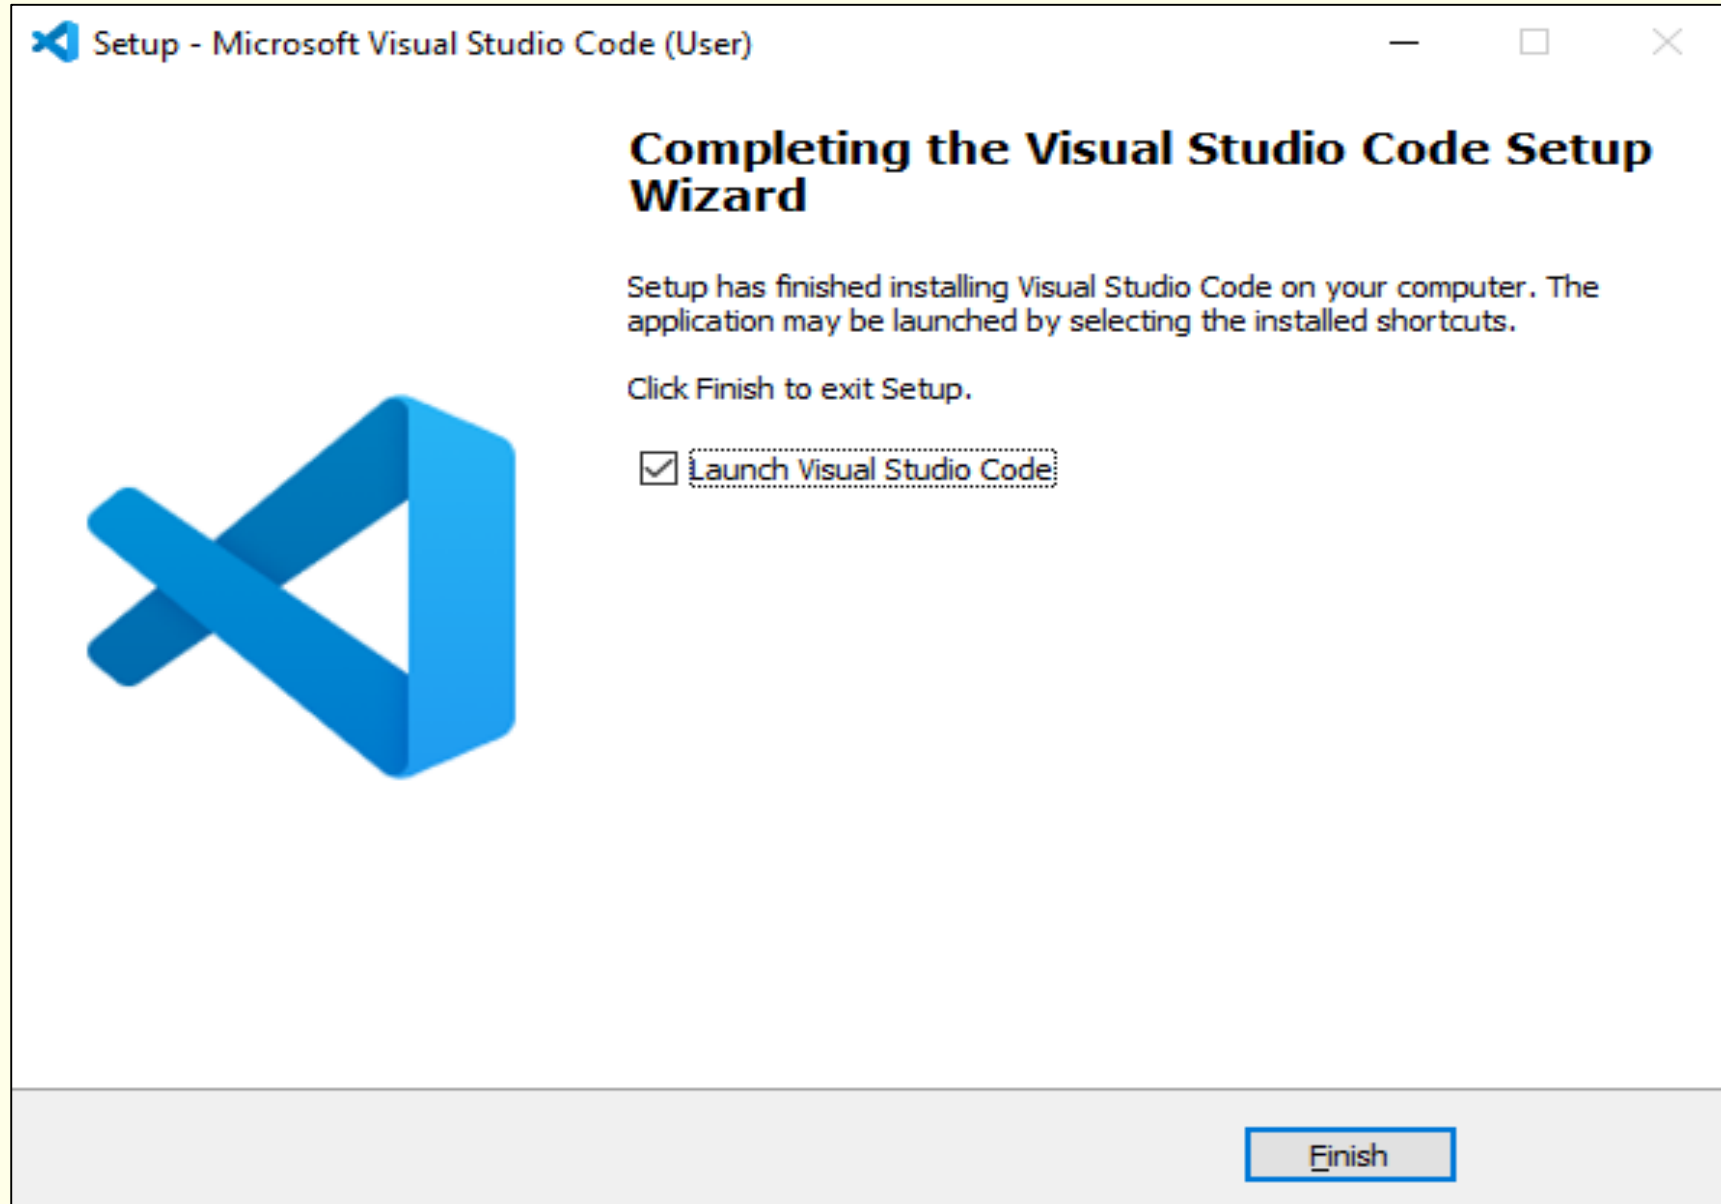 Setup - Microsoft Visual Studio Code (User)
Completing the Visual Studio Code Setup
Wizard
Setup has finished installing Visual Studio Code on your computer. The
application may be launched by selecting the installed shortcuts.
Click Finish to exit Setup.
Launch Visual Studio Code
Finish